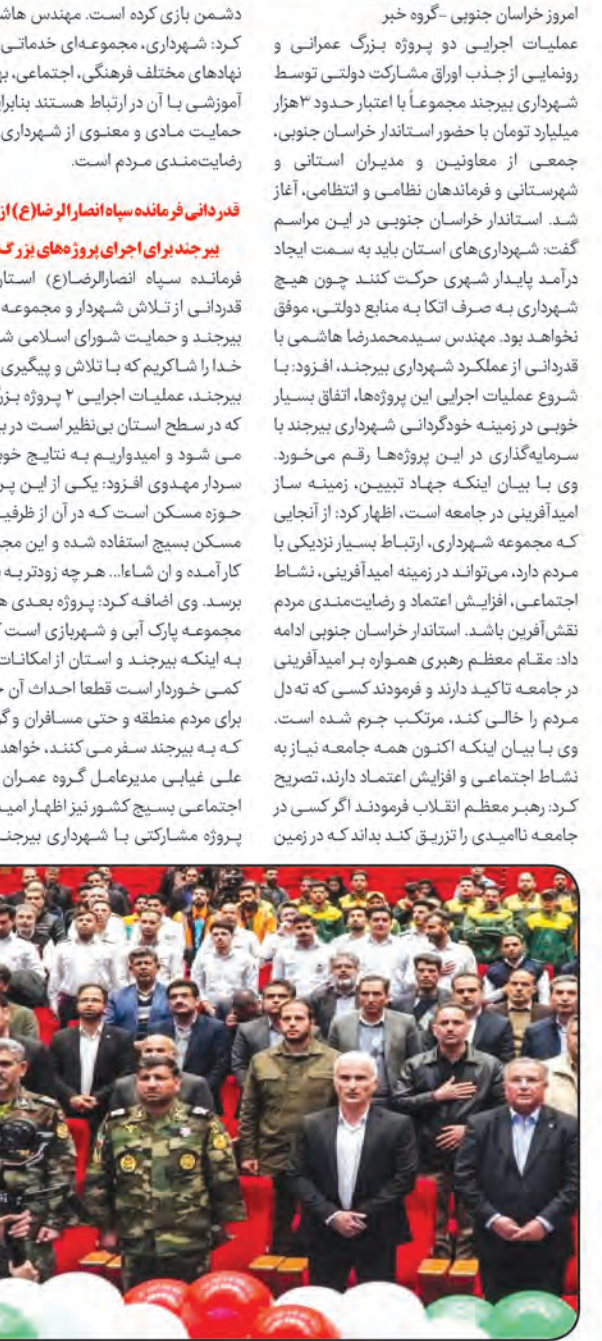 امروز خراسان جنوبی -گروه خبر
عملیات اجرایی دو پروژه بزرگ عمرانی و
رونمایی از جذب اوراق مشارکت دولتی توسط
شهرداری بیرجند مجموعاً با اعتبار حدود ۳هزار
میلیارد تومان با حضور استاندار خراسان جنوبی،
جمعی از معاونین و مدیران استانی و
شهرستانی و فرماندهان نظامی و انتظامی، آغاز
شد. استاندار خراسان جنوبی در این مراسم
گفت: شهرداری‌های استان باید به سمت ایجاد
درآمد پایدار شهری حرکت کنند چون هیچ
شهرداری به صرف اتکا به منابع دولتی، موفق
نخواهد بود. مهندس سیدمحمدرضا هاشمی با
قدردانی از عملکرد شهرداری بیرجند، افزود: با
شروع عملیات اجرایی این پروژه‌ها، اتفاق بسیار
خوبی در زمینه خودگردانی شهرداری بیرجند با
سرمایه‌گذاری در این پروژه‌ها رقم می‌خورد.
وی با بیان اینکه جهاد تبیین، زمینه ساز
امیدآفرینی در جامعه است، اظهار کرد: از آنجایی
که مجموعه شهرداری، ارتباط بسیار نزدیکی با
مردم دارد، می‌تواند در زمینه امیدآفرینی، نشاط
اجتماعی، افزایش اعتماد و رضایت‌مندی مردم
نقش‌آفرین باشد. استاندار خراسان جنوبی ادامه
داد: مقام معظم رهبری همواره بر امیدآفرینی
در جامعه تاکید دارند و فرمودند کسی که ته دل
مردم را خالی کند، مرتکب جرم شده است.
وی با بیان اینکه اکنون همه جامعه نیاز به
نشاط اجتماعی و افزایش اعتماد دارند، تصریح
کرد: رهبر معظم انقلاب فرمودند اگر کسی در
جامعه ناامیدی را تزریق کند بداند که در زمین
دشمن بازی کرده است. مهندس هاش
کرد: شهرداری، مجموعه‌ای خدماتی
نهادهای مختلف فرهنگی، اجتماعی، به
آموزشی با آن در ارتباط هستند بنابرا
حمایت مادی و معنوی از شهرداری
رضایت‌مندی مردم است.
قدردانی فرمانده سپاه انصارالرضا(ع) از
بیرجند برای اجرای پروژه‌های بزرگ
فرمانده سپاه انصارالرضا(ع) استان
قدردانی از تلاش شهردار و مجموعه
بیرجند و حمایت شورای اسلامی ش
خدا را شاکریم که با تلاش و پیگیری
بیرجند، عملیات اجرایی ۲ پروژه بزر
که در سطح استان بی‌نظیر است در بی
می شود و امیدواریم به نتایج خوب
سردار مهدوی افزود: یکی از این پر
حوزه مسکن است که در آن از ظرفی
مسکن بسیج استفاده شده و این مج
کار آمده و ان شاءا... هر چه زودتر به
برسد. وی اضافه کرد: پروژه بعدی ه
مجموعه پارک آبی و شهربازی است ک
به اینکه بیرجند و استان از امکانات
کمی خوردار است قطعا احداث آن
برای مردم منطقه و حتی مسافران و گر
که به بیرجند سفر می کنند، خواهد
علی غیابی مدیرعامل گروه عمران
اجتماعی بسیج کشور نیز اظهار امید
پروژه مشارکتی با شهرداری بیرجند